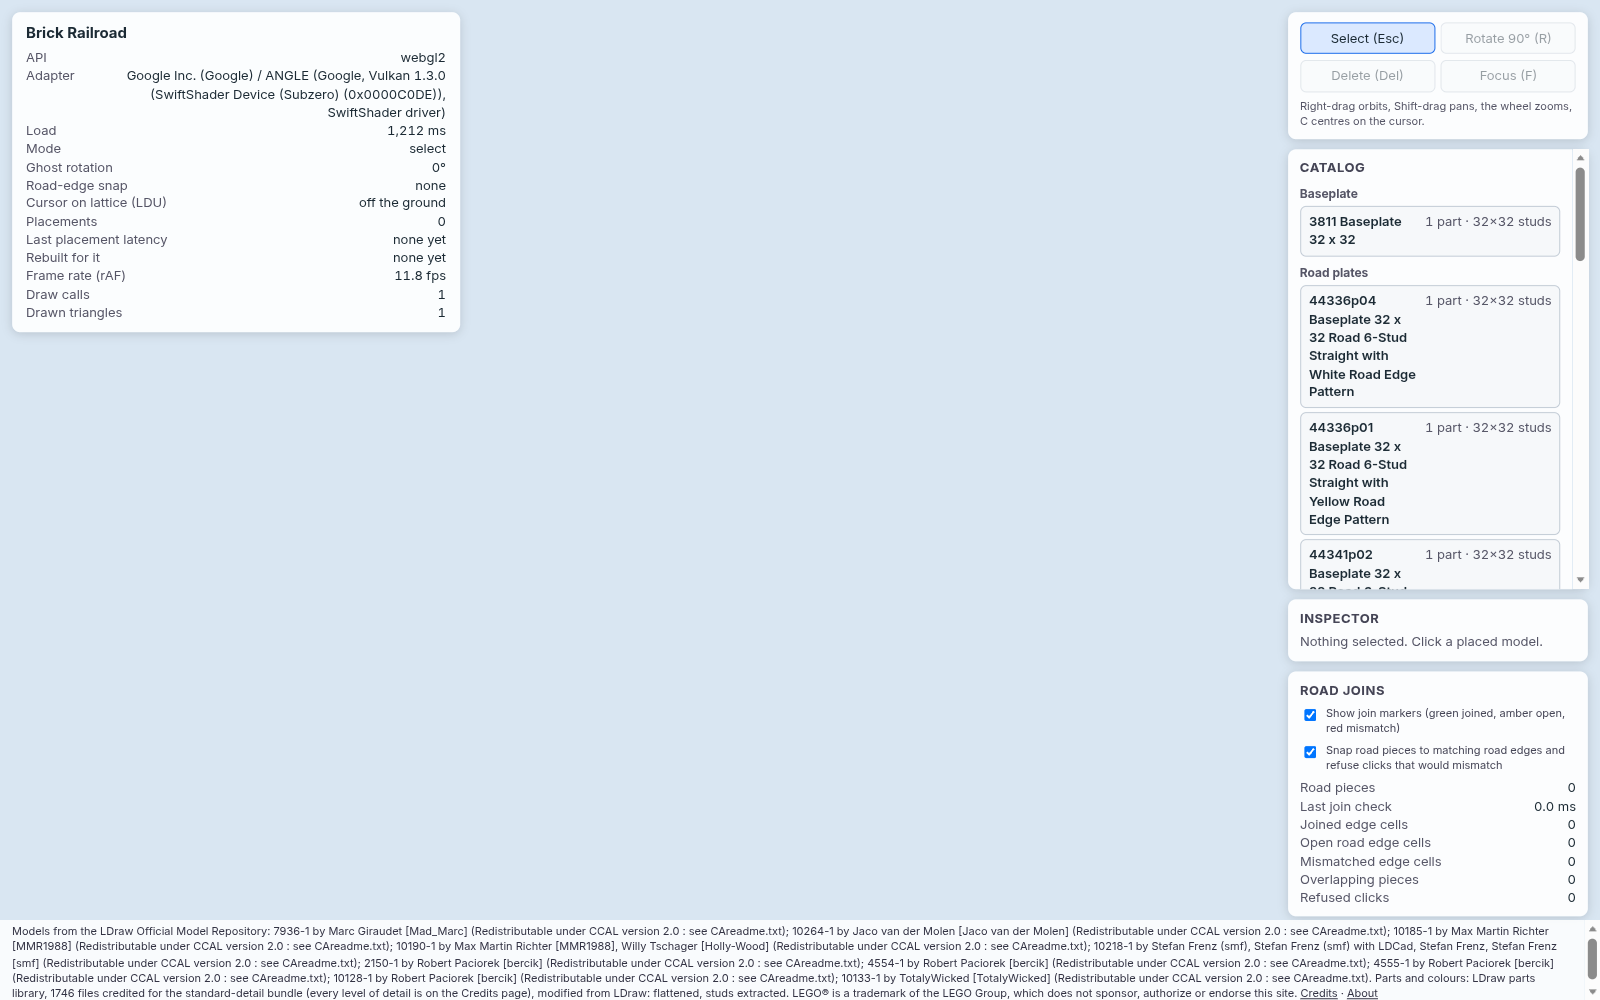 Brick Railroad
API webgl2
Adapter Google Inc. (Google) / ANGLE (Google, Vulkan 1.3.0
(SwiftShader Device (Subzero) (0x0000C0DE)),
SwiftShader driver)
Load 1,212 ms
Mode select
Ghost rotation 0°
Road-edge snap none
Cursor on lattice (LDU) off the ground
Placements 0
Last placement latency none yet
Rebuilt for it none yet
Frame rate (rAF) 11.8 fps
Draw calls 1
Drawn triangles 1
Select (Esc) Rotate 90° (R)
Delete (Del) Focus (F)
Right-drag orbits, Shift-drag pans, the wheel zooms,
C centres on the cursor.
CATALOG
Baseplate
3811 Baseplate 1 part · 32×32 studs
32 x 32
Road plates
44336p04 1 part · 32×32 studs
Baseplate 32 x
32 Road 6-Stud
Straight with
White Road Edge
Pattern
44336p01 1 part · 32×32 studs
Baseplate 32 x
32 Road 6-Stud
Straight with
Yellow Road
Edge Pattern
44341p02 1 part · 32×32 studs
Baseplate 32 x
INSPECTOR
Nothing selected. Click a placed model.
ROAD JOINS
Show join markers (green joined, amber open,
red mismatch)
Snap road pieces to matching road edges and
refuse clicks that would mismatch
Road pieces 0
Last join check 0.0 ms
Joined edge cells 0
Open road edge cells 0
Mismatched edge cells 0
Overlapping pieces 0
Refused clicks 0
Models from the LDraw Official Model Repository: 7936-1 by Marc Giraudet [Mad_Marc] (Redistributable under CCAL version 2.0 : see CAreadme.txt); 10264-1 by Jaco van der Molen [Jaco van der Molen] (Redistributable under CCAL version 2.0 : see CAreadme.txt); 10185-1 by Max Martin Richter
[MMR1988] (Redistributable under CCAL version 2.0 : see CAreadme.txt); 10190-1 by Max Martin Richter [MMR1988], Willy Tschager [Holly-Wood] (Redistributable under CCAL version 2.0 : see CAreadme.txt); 10218-1 by Stefan Frenz (smf), Stefan Frenz (smf) with LDCad, Stefan Frenz, Stefan Frenz
[smf] (Redistributable under CCAL version 2.0 : see CAreadme.txt); 2150-1 by Robert Paciorek [bercik] (Redistributable under CCAL version 2.0 : see CAreadme.txt); 4554-1 by Robert Paciorek [bercik] (Redistributable under CCAL version 2.0 : see CAreadme.txt); 4555-1 by Robert Paciorek [bercik]
(Redistributable under CCAL version 2.0 : see CAreadme.txt); 10128-1 by Robert Paciorek [bercik] (Redistributable under CCAL version 2.0 : see CAreadme.txt); 10133-1 by TotalyWicked [TotalyWicked] (Redistributable under CCAL version 2.0 : see CAreadme.txt). Parts and colours: LDraw parts
library, 1746 files credited for the standard-detail bundle (every level of detail is on the Credits page), modified from LDraw: flattened, studs extracted. LEGO® is a trademark of the LEGO Group, which does not sponsor, authorize or endorse this site. Credits · About